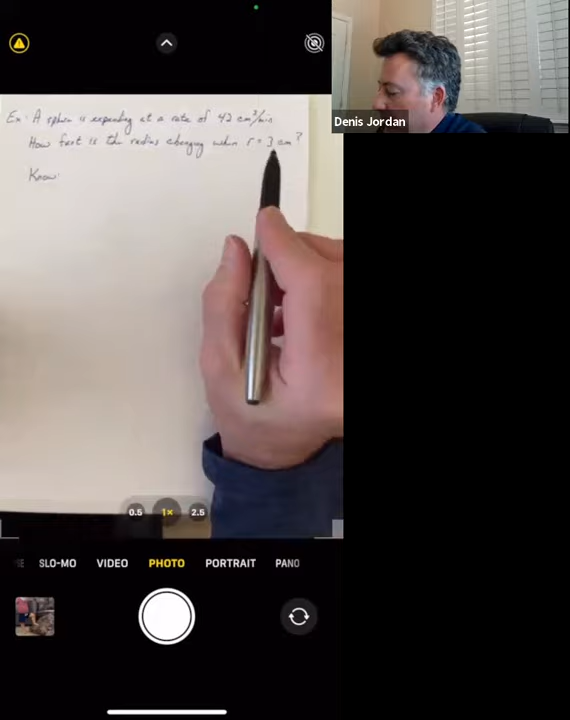 Denis Jordan
Ex: A sphere is expanding at a rate of 42 cm³/min
How fast is the radius changing when r = 3 cm?
Know:
0.5 1× 2.5
SLO-MO VIDEO PHOTO PORTRAIT PANO